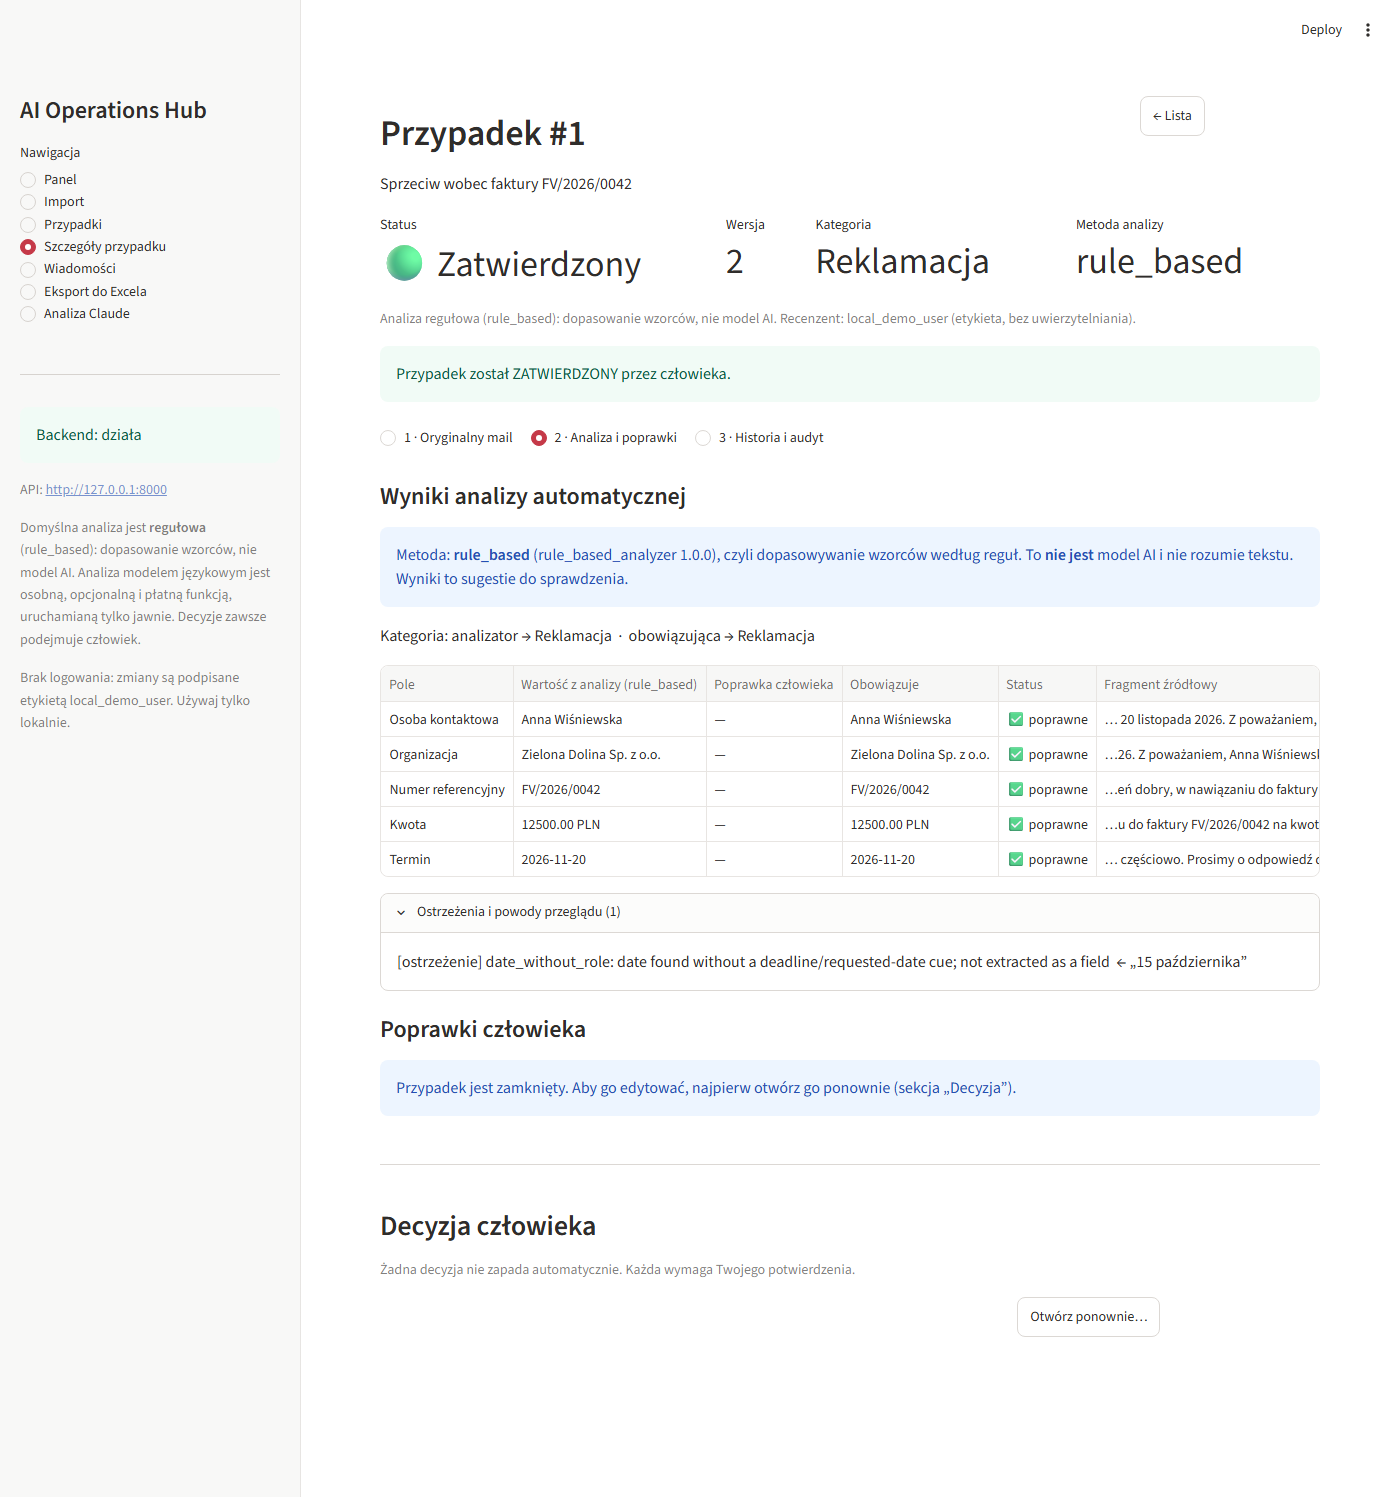 Deploy
AI Operations Hub
Nawigacja
Panel
Import
Przypadki
Szczegóły przypadku
Wiadomości
Eksport do Excela
Analiza Claude
Backend: działa
API: http://127.0.0.1:8000
Domyślna analiza jest regułowa
(rule_based): dopasowanie wzorców, nie
model AI. Analiza modelem językowym jest
osobną, opcjonalną i płatną funkcją,
uruchamianą tylko jawnie. Decyzje zawsze
podejmuje człowiek.
Brak logowania: zmiany są podpisane
etykietą local_demo_user. Używaj tylko
lokalnie.
← Lista
Przypadek #1
Sprzeciw wobec faktury FV/2026/0042
Status Wersja Kategoria Metoda analizy
Zatwierdzony 2 Reklamacja rule_based
Analiza regułowa (rule_based): dopasowanie wzorców, nie model AI. Recenzent: local_demo_user (etykieta, bez uwierzytelniania).
Przypadek został ZATWIERDZONY przez człowieka.
1 · Oryginalny mail 2 · Analiza i poprawki 3 · Historia i audyt
Wyniki analizy automatycznej
Metoda: rule_based (rule_based_analyzer 1.0.0), czyli dopasowywanie wzorców według reguł. To nie jest model AI i nie rozumie tekstu.
Wyniki to sugestie do sprawdzenia.
Kategoria: analizator → Reklamacja · obowiązująca → Reklamacja
Pole Wartość z analizy (rule_based) Poprawka człowieka Obowiązuje Status Fragment źródłowy
Osoba kontaktowa Anna Wiśniewska — Anna Wiśniewska ✅ poprawne … 20 listopada 2026. Z poważaniem,
Organizacja Zielona Dolina Sp. z o.o. — Zielona Dolina Sp. z o.o. ✅ poprawne …26. Z poważaniem, Anna Wiśniewsk
Numer referencyjny FV/2026/0042 — FV/2026/0042 ✅ poprawne …eń dobry, w nawiązaniu do faktury
Kwota 12500.00 PLN — 12500.00 PLN ✅ poprawne …u do faktury FV/2026/0042 na kwot
Termin 2026-11-20 — 2026-11-20 ✅ poprawne … częściowo. Prosimy o odpowiedź
Ostrzeżenia i powody przeglądu (1)
[ostrzeżenie] date_without_role: date found without a deadline/requested-date cue; not extracted as a field ← „15 października”
Poprawki człowieka
Przypadek jest zamknięty. Aby go edytować, najpierw otwórz go ponownie (sekcja „Decyzja”).
Decyzja człowieka
Żadna decyzja nie zapada automatycznie. Każda wymaga Twojego potwierdzenia.
Otwórz ponownie…